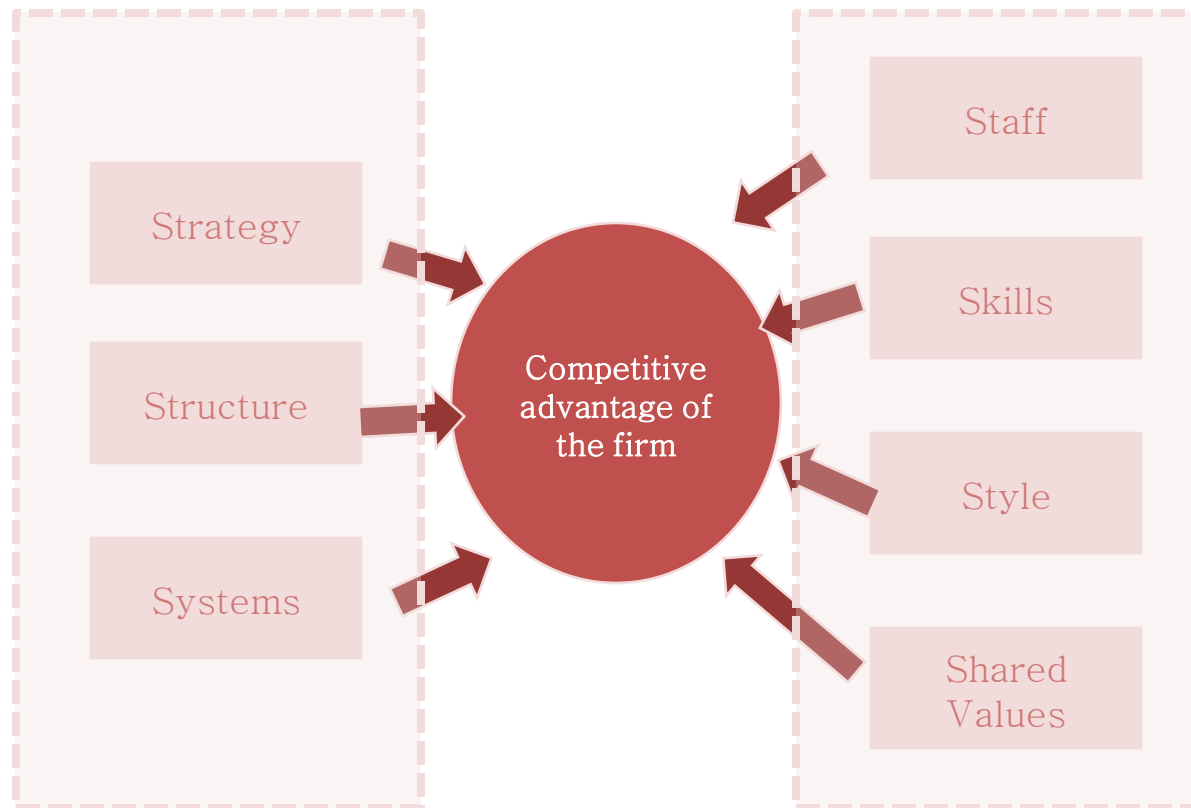 Strategy
Structure
Systems
Competitive
advantage of
the firm
Staff
Skills
Style
Shared
Values